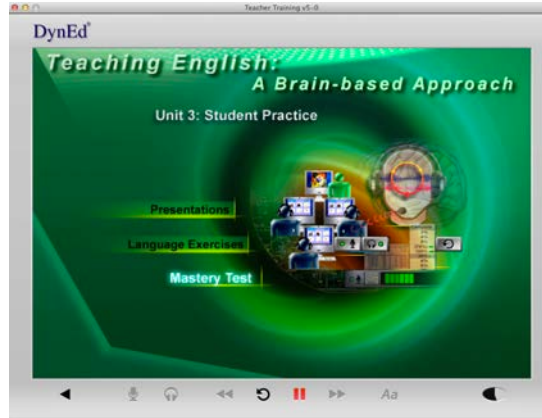 Teacher Training v5-0
DynEd®
Teaching English:
A Brain-based Approach
Unit 3: Student Practice
Presentations
Language Exercises
Mastery Test
Aa